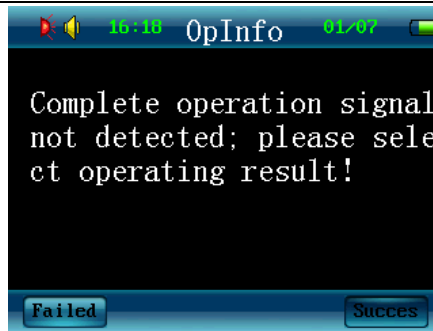 16:18 OpInfo 01/07
Complete operation signal
not detected; please sele
ct operating result!
Failed Succes